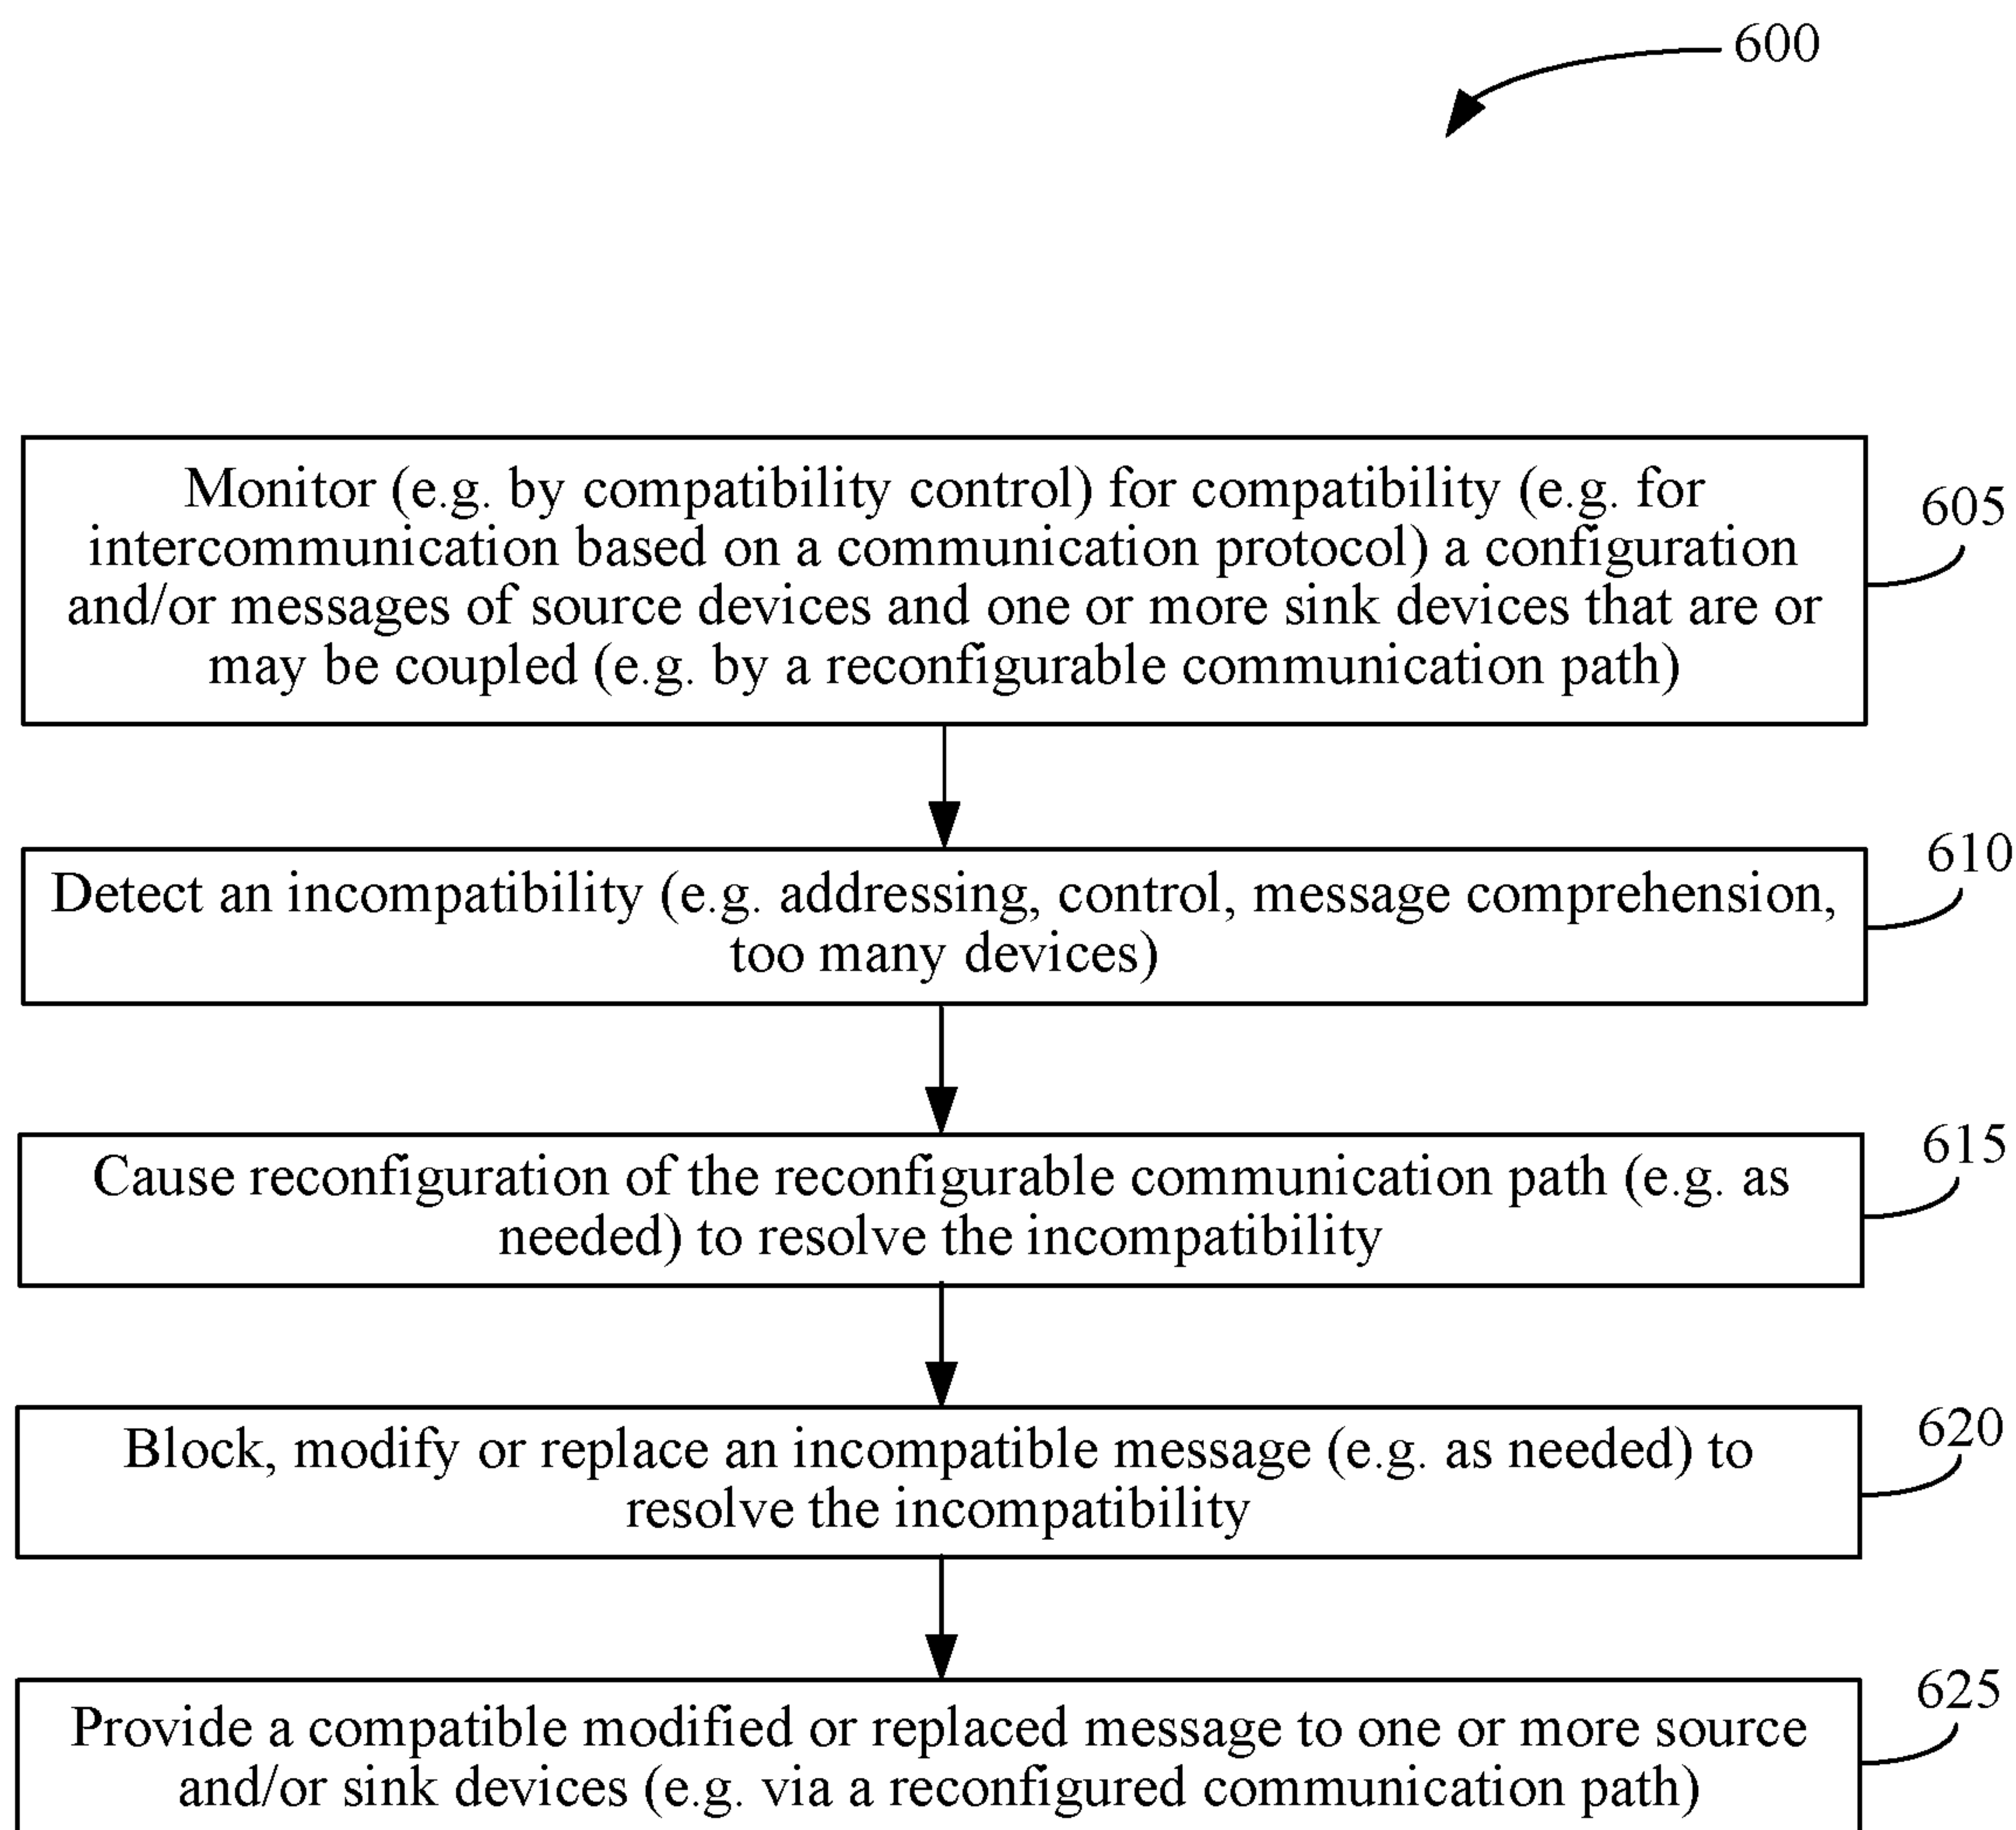 600
Monitor (e.g. by compatibility control) for compatibility (e.g. for
intercommunication based on a communication protocol) a configuration
and/or messages of source devices and one or more sink devices that are or
may be coupled (e.g. by a reconfigurable communication path)
605
Detect an incompatibility (e.g. addressing, control, message comprehension,
too many devices)
610
Cause reconfiguration of the reconfigurable communication path (e.g. as
needed) to resolve the incompatibility
615
Block, modify or replace an incompatible message (e.g. as needed) to
resolve the incompatibility
620
Provide a compatible modified or replaced message to one or more source
and/or sink devices (e.g. via a reconfigured communication path)
625